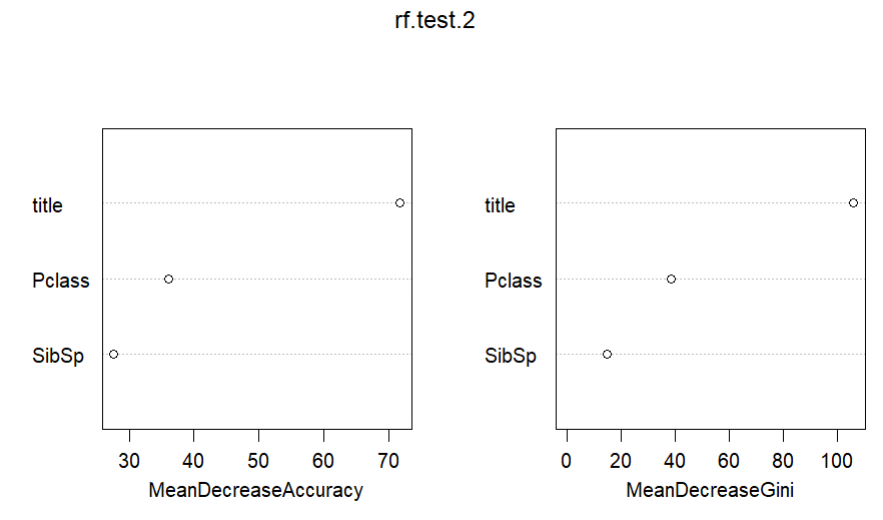 rf.test.2
title
Pclass
SibSp
30 40 50 60 70
MeanDecreaseAccuracy
title
Pclass
SibSp
0 20 40 60 80 100
MeanDecreaseGini